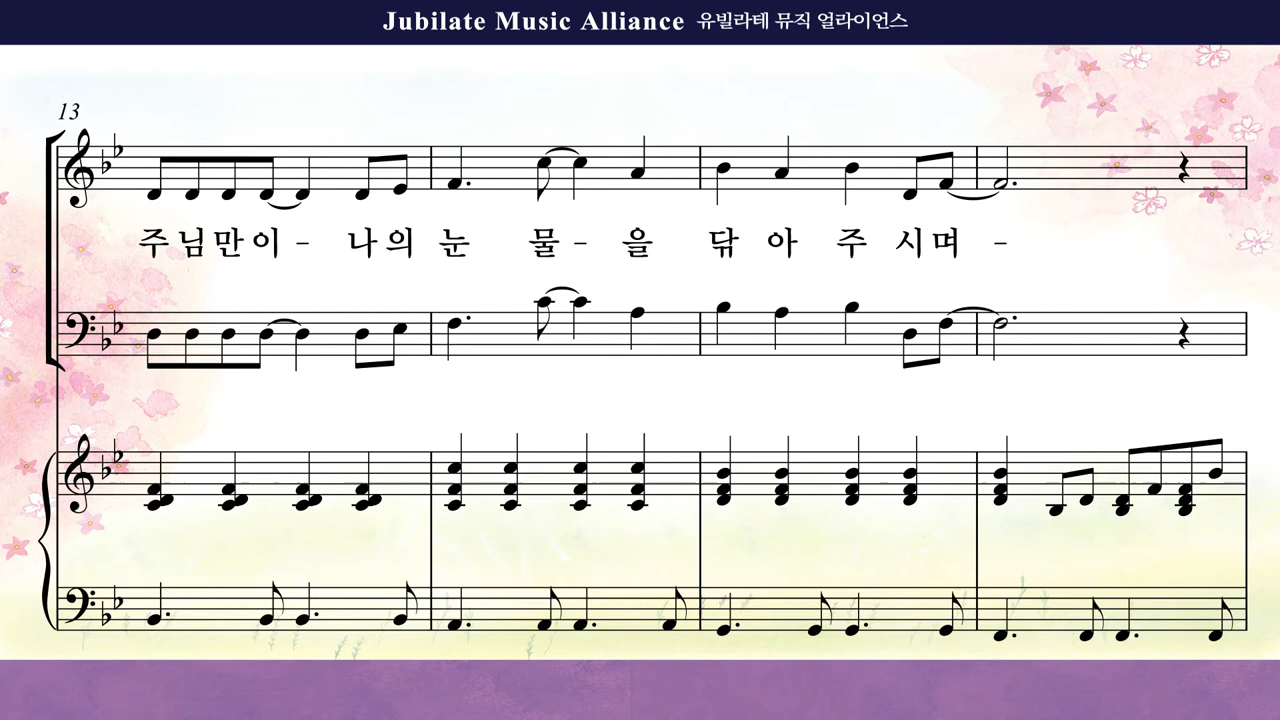 Jubilate Music Alliance 유빌라테 뮤직 얼라이언스
13
주님만이 - 나의 눈 물 - 을 닦 아 주 시며 -